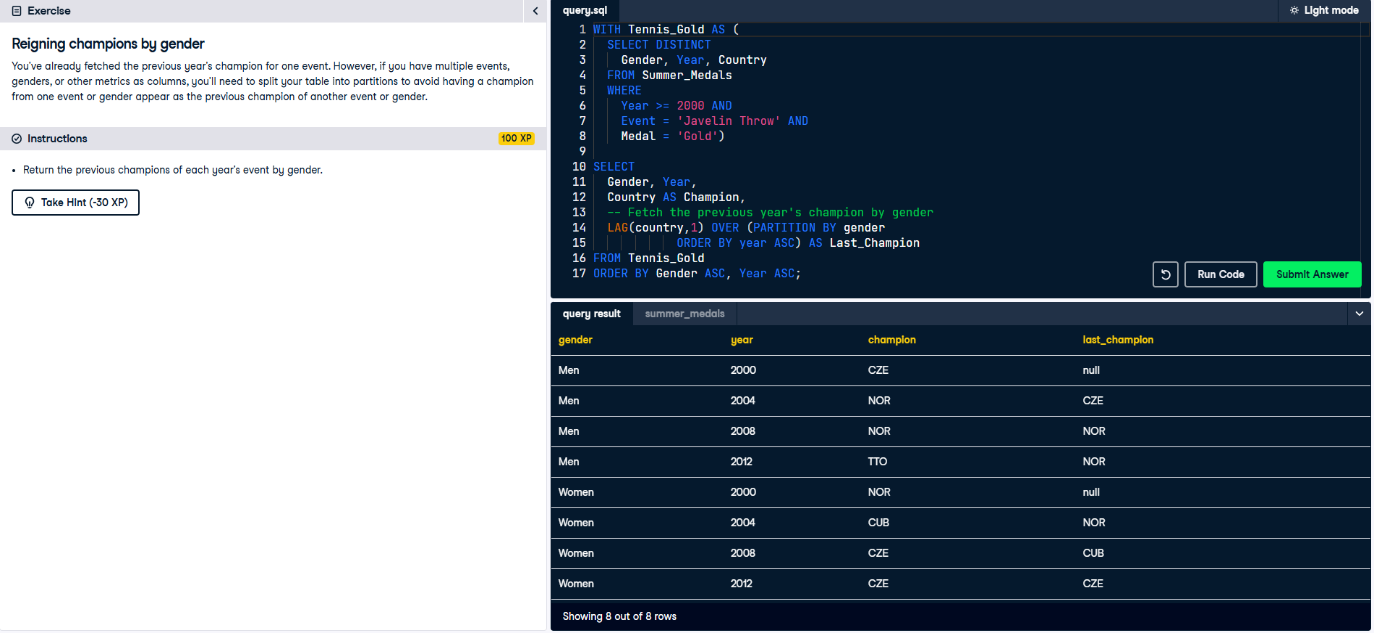 Exercise
Reigning champions by gender
You've already fetched the previous year's champion for one event. However, if you have multiple events,
genders, or other metrics as columns, you'll need to split your table into partitions to avoid having a champion
from one event or gender appear as the previous champion of another event or gender.
Instructions
100 XP
• Return the previous champions of each year's event by gender.
Take Hint (-30 XP)
query.sql
Light mode
1 WITH Tennis_Gold AS (
2 SELECT DISTINCT
3 Gender, Year, Country
4 FROM Summer_Medals
5 WHERE
6 Year >= 2000 AND
7 Event = 'Javelin Throw' AND
8 Medal = 'Gold')
9
10 SELECT
11 Gender, Year,
12 Country AS Champion,
13 -- Fetch the previous year's champion by gender
14 LAG(country,1) OVER (PARTITION BY gender
15 ORDER BY year ASC) AS Last_Champion
16 FROM Tennis_Gold
17 ORDER BY Gender ASC, Year ASC;
Run Code
Submit Answer
query result summer_medals
gender year champion last_champion
Men 2000 CZE null
Men 2004 NOR CZE
Men 2008 NOR NOR
Men 2012 TTO NOR
Women 2000 NOR null
Women 2004 CUB NOR
Women 2008 CZE CUB
Women 2012 CZE CZE
Showing 8 out of 8 rows